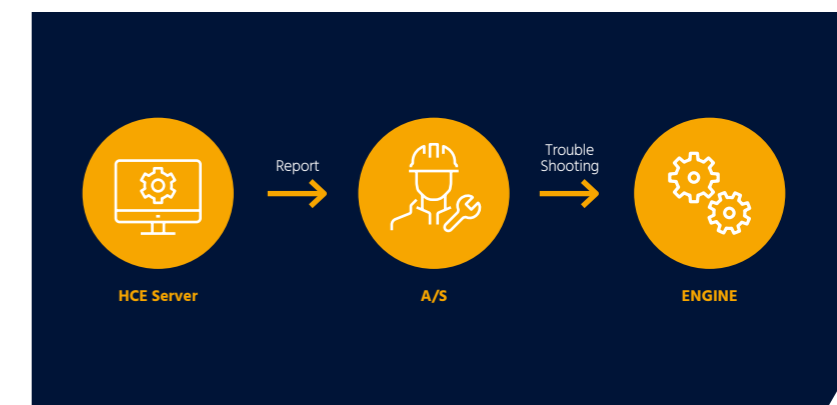 Report
Trouble
Shooting
HCE Server
A/S
ENGINE